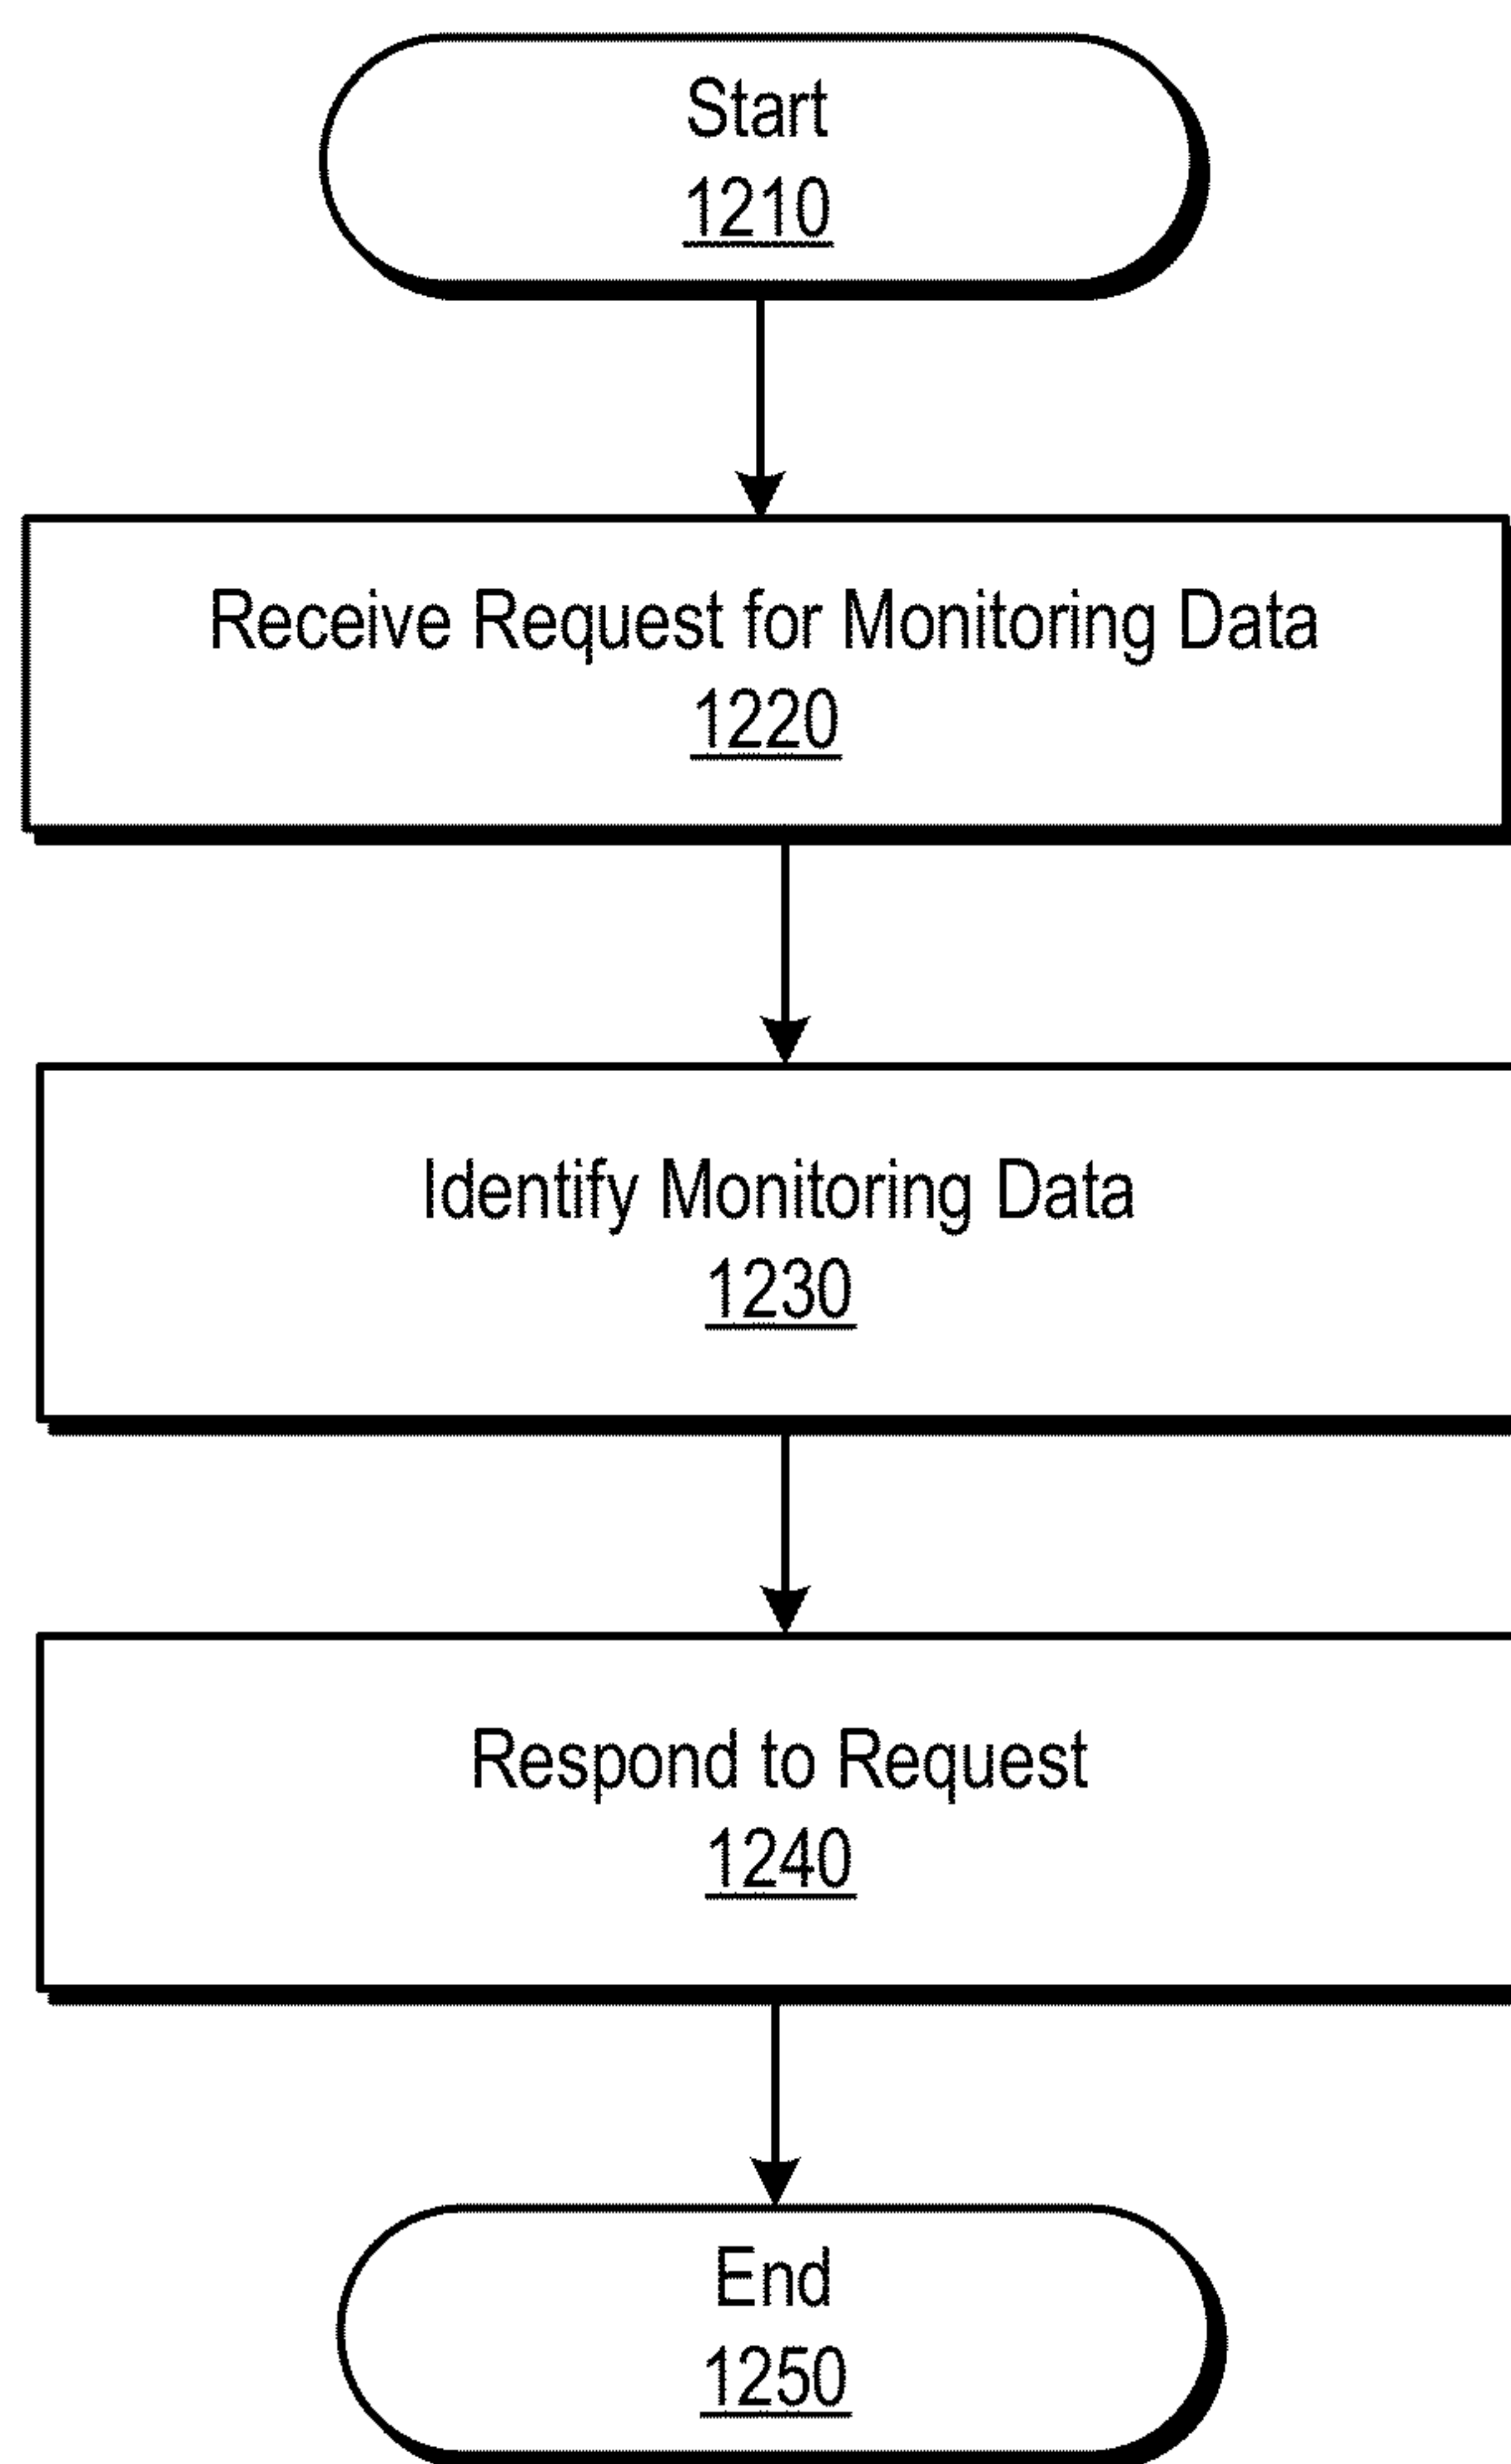 Start
1210
Receive Request for Monitoring Data
1220
Identify Monitoring Data
1230
Respond to Request
1240
End
1250